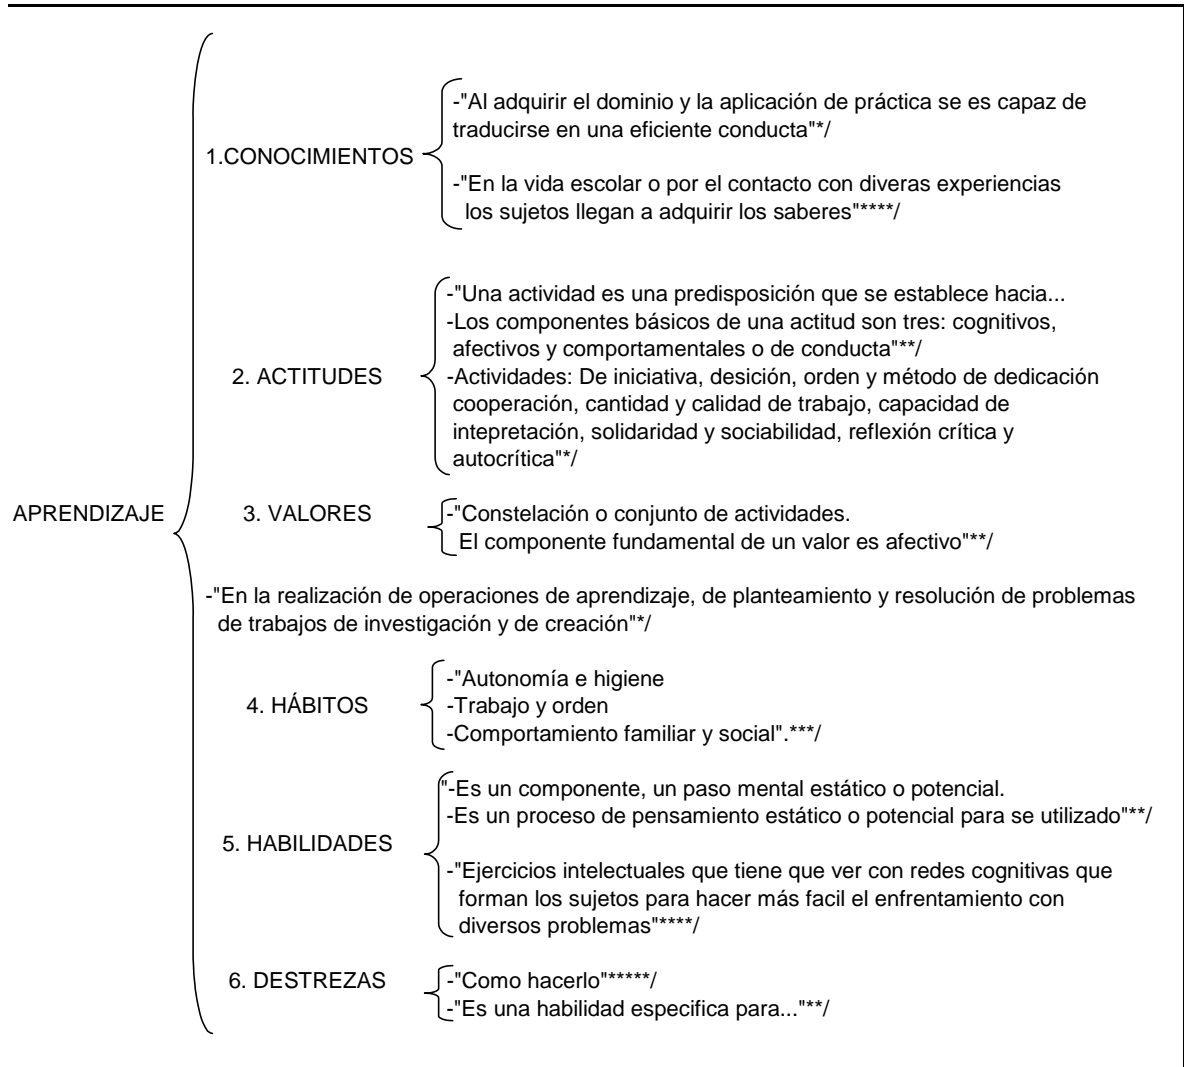 -"Al adquirir el dominio y la aplicación de práctica se es capaz de
traducirse en una eficiente conducta"*/
1.CONOCIMIENTOS
-"En la vida escolar o por el contacto con diveras experiencias
los sujetos llegan a adquirir los saberes"****/
-"Una actividad es una predisposición que se establece hacia...
-Los componentes básicos de una actitud son tres: cognitivos,
afectivos y comportamentales o de conducta"**/
2. ACTITUDES
-Actividades: De iniciativa, desición, orden y método de dedicación
cooperación, cantidad y calidad de trabajo, capacidad de
intepretación, solidaridad y sociabilidad, reflexión crítica y
autocrítica"*/
APRENDIZAJE
3. VALORES
-"Constelación o conjunto de actividades.
El componente fundamental de un valor es afectivo"**/
-"En la realización de operaciones de aprendizaje, de planteamiento y resolución de problemas
de trabajos de investigación y de creación"*/
-"Autonomía e higiene
4. HÁBITOS
-Trabajo y orden
-Comportamiento familiar y social".***/
"-Es un componente, un paso mental estático o potencial.
-Es un proceso de pensamiento estático o potencial para se utilizado"**/
5. HABILIDADES
-"Ejercicios intelectuales que tiene que ver con redes cognitivas que
forman los sujetos para hacer más facil el enfrentamiento con
diversos problemas"****/
6. DESTREZAS
-"Como hacerlo"*****/
-"Es una habilidad especifica para..."**/